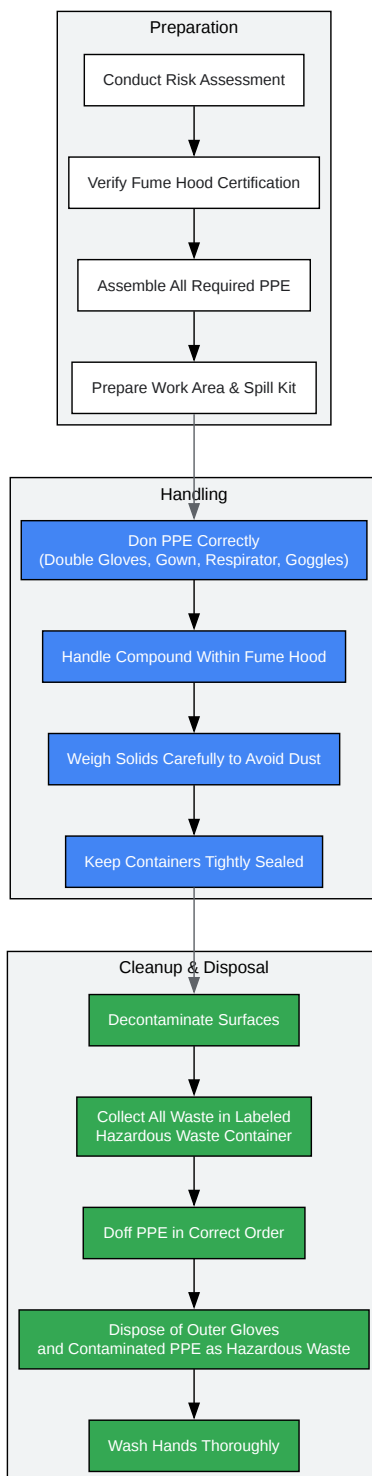 Preparation
Conduct Risk Assessment
Verify Fume Hood Certification
Assemble All Required PPE
Prepare Work Area & Spill Kit
Handling
Don PPE Correctly
(Double Gloves, Gown, Respirator, Goggles)
Handle Compound Within Fume Hood
Weigh Solids Carefully to Avoid Dust
Keep Containers Tightly Sealed
Cleanup & Disposal
Decontaminate Surfaces
Collect All Waste in Labeled
Hazardous Waste Container
Doff PPE in Correct Order
Dispose of Outer Gloves
and Contaminated PPE as Hazardous Waste
Wash Hands Thoroughly